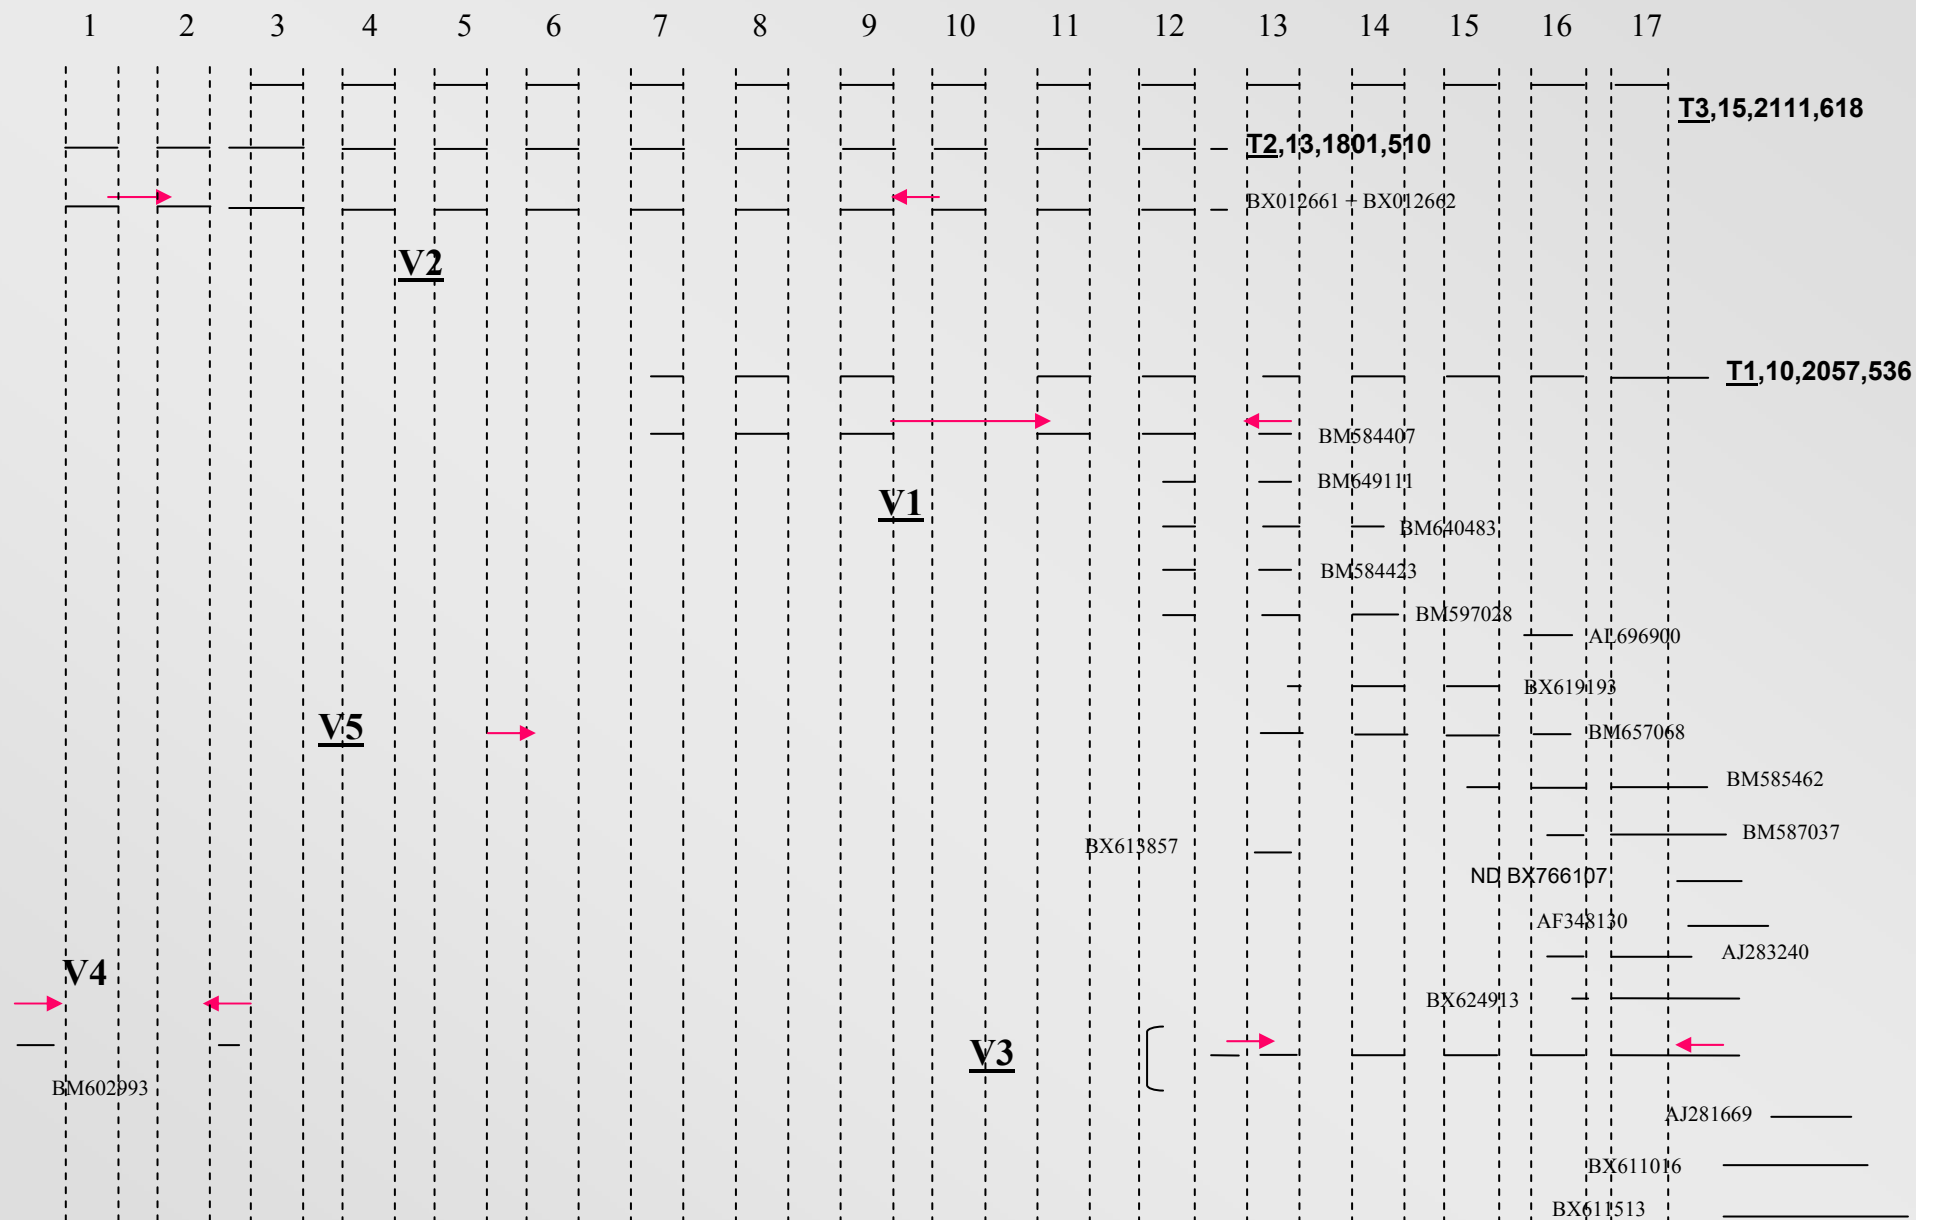 1 2 3 4 5 6 7 8 9 10 11 12 13 14 15 16 17
T3,15,2111,618
T2,13,1801,510
BX012661 + BX012662
V2
T1,10,2057,536
BM584407
BM649111
V1
BM640483
BM584423
BM597028
AL696900
BX619193
V5
BM657068
BM585462
BM587037
BX613857
ND BX766107
AF348130
AJ283240
V4
BX624913
V3
BM602993
AJ281669
BX611016
BX611513